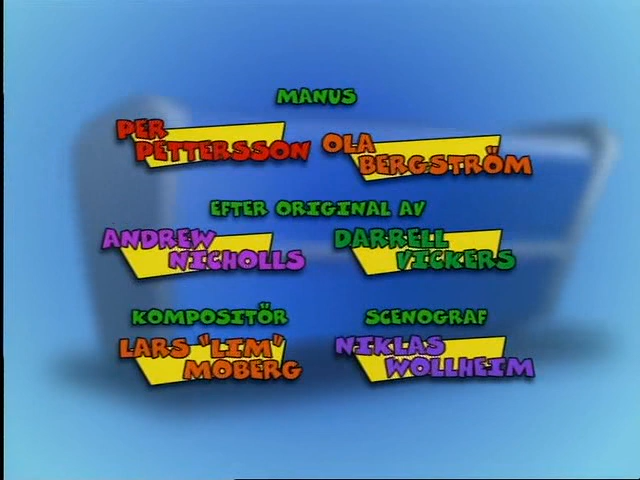 MANUS
PER PETTERSSON
OLA BERGSTRÖM
EFTER ORIGINAL AV
ANDREW NICHOLLS
DARRELL VICKERS
KOMPOSITÖR
LARS "LIM" MOBERG
SCENOGRAF
NIKLAS WOLLHEIM